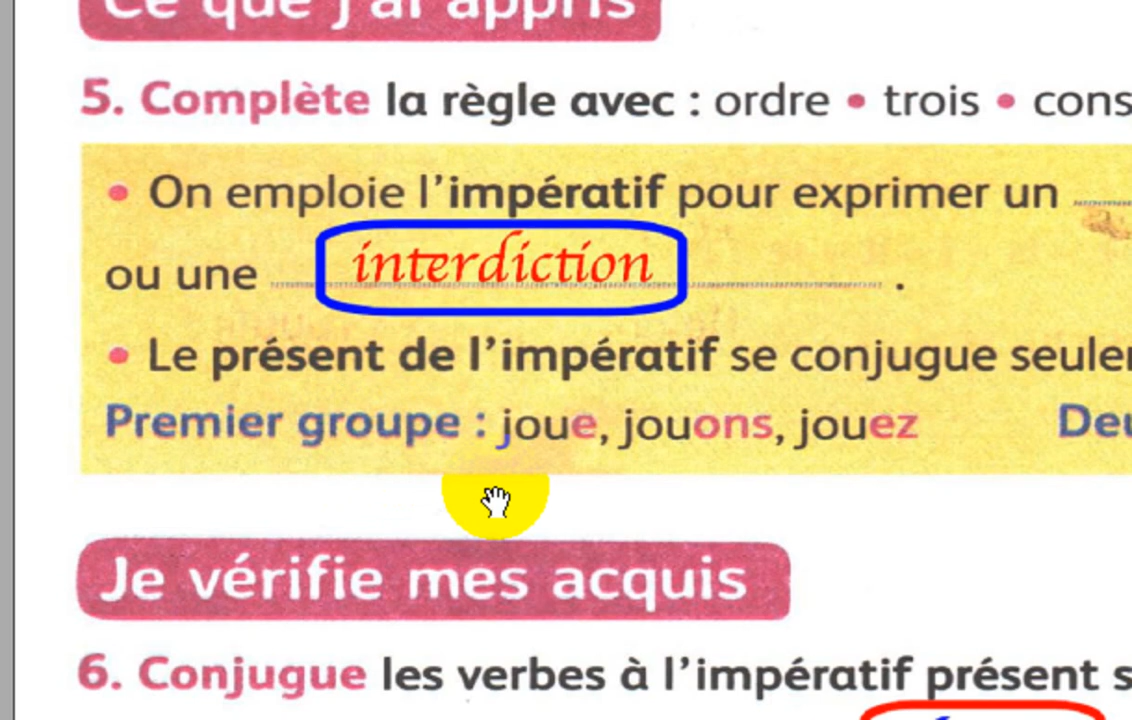 Ce que j'ai appris
5. Complète la règle avec : ordre • trois • cons
• On emploie l'impératif pour exprimer un
ou une interdiction .
• Le présent de l'impératif se conjugue seuler
Premier groupe : joue, jouons, jouez Deu
Je vérifie mes acquis
6. Conjugue les verbes à l'impératif présent s